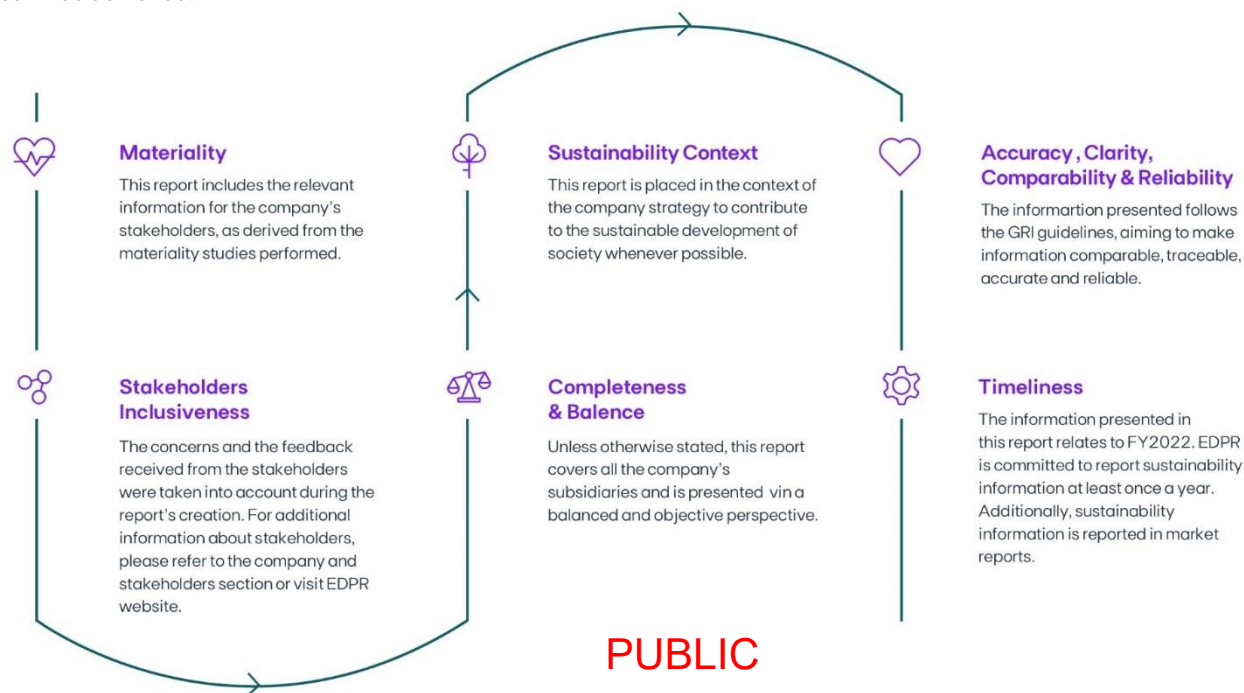 Materiality
This report includes the relevant
information for the company's
stakeholders, as derived from the
materiality studies performed.
Stakeholders
Inclusiveness
The concerns and the feedback
received from the stakeholders
were taken into account during the
report's creation. For additional
information about stakeholders,
please refer to the company and
stakeholders section or visit EDPR
website.
Completeness
& Balence
Unless otherwise stated, this report
covers all the company's
subsidiaries and is presented vin a
balanced and objective perspective.
Sustainability Context
This report is placed in the context of
the company strategy to contribute
to the sustainable development of
society whenever possible.
Accuracy , Clarity,
Comparability & Reliability
The informartion presented follows
the GRI guidelines, aiming to make
information comparable, traceable,
accurate and reliable.
Timeliness
The information presented in
this report relates to FY2022. EDPR
is committed to report sustainability
information at least once a year.
Additionally, sustainability
information is reported in market
reports.
PUBLIC